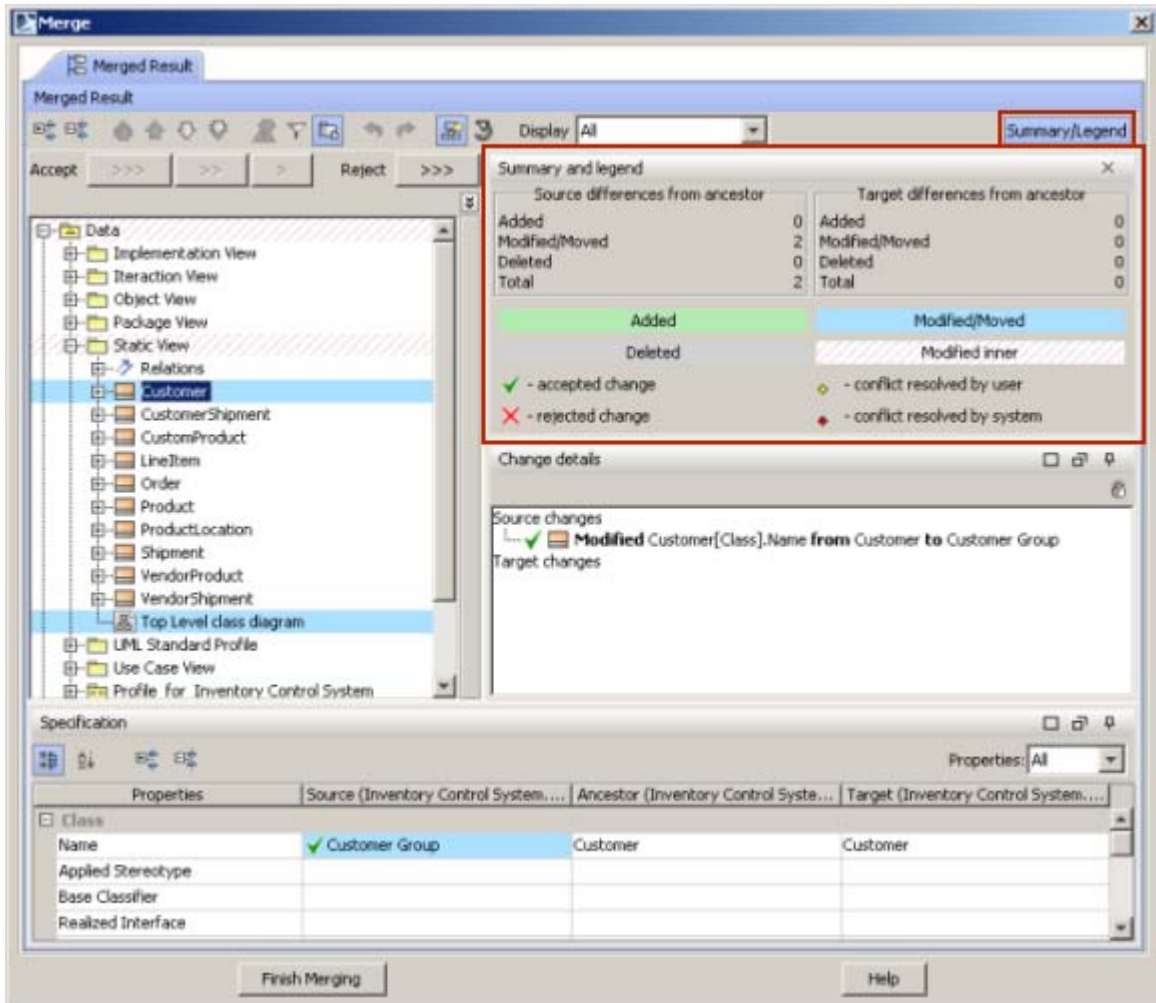 Merge
Merged Result
Merged Result
Display All
Summary/Legend
Accept >>> >> > Reject >>>
Summary and legend
Source differences from ancestor
Added 0
Modified/Moved 2
Deleted 0
Total 2
Target differences from ancestor
Added 0
Modified/Moved 0
Deleted 0
Total 0
Added
Modified/Moved
Deleted
Modified inner
- accepted change
- conflict resolved by user
- rejected change
- conflict resolved by system
Data
Implementation View
Iteraction View
Object View
Package View
Static View
Relations
Customer
CustomerShipment
CustomProduct
LineItem
Order
Product
ProductLocation
Shipment
VendorProduct
VendorShipment
Top Level class diagram
UML Standard Profile
Use Case View
Profile for Inventory Control System
Change details
Source changes
Modified Customer[Class].Name from Customer to Customer Group
Target changes
Specification
Properties: All
Properties Source (Inventory Control System.... Ancestor (Inventory Control Syste... Target (Inventory Control System....
Class
Name Customer Group Customer Customer
Applied Stereotype
Base Classifier
Realized Interface
Finish Merging
Help